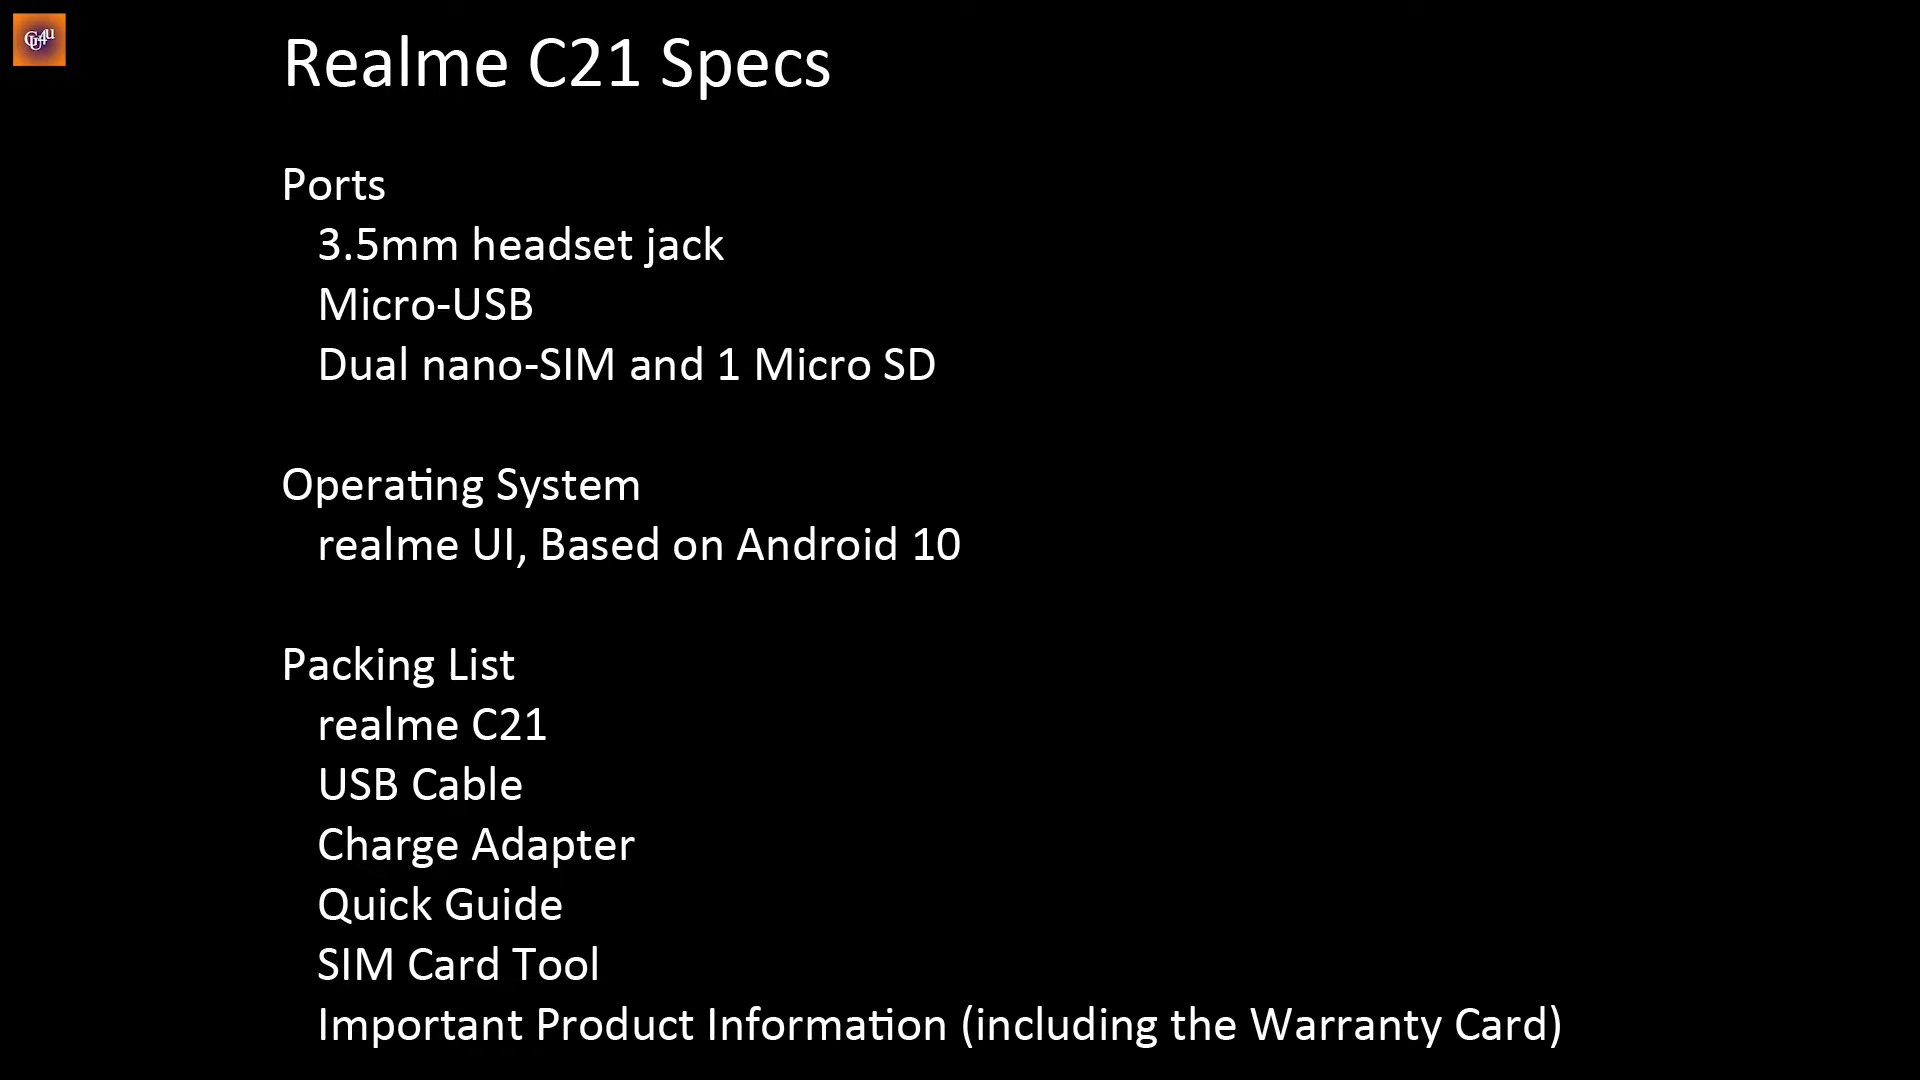 Realme C21 Specs
Ports
3.5mm headset jack
Micro-USB
Dual nano-SIM and 1 Micro SD
Operating System
realme UI, Based on Android 10
Packing List
realme C21
USB Cable
Charge Adapter
Quick Guide
SIM Card Tool
Important Product Information (including the Warranty Card)